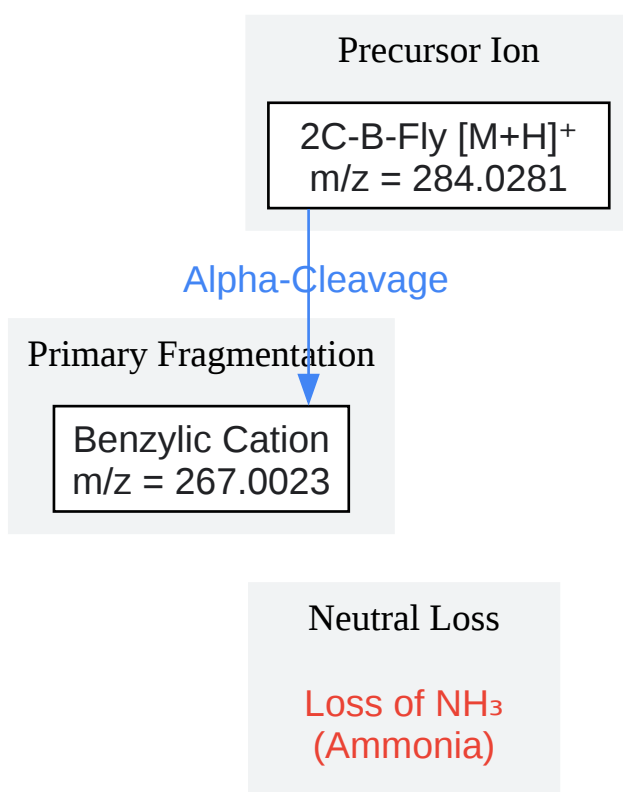 Precursor Ion
2C-B-Fly [M+H]⁺
m/z = 284.0281
Alpha-Cleavage
Primary Fragmentation
Benzylic Cation
m/z = 267.0023
Neutral Loss
Loss of NH₃
(Ammonia)